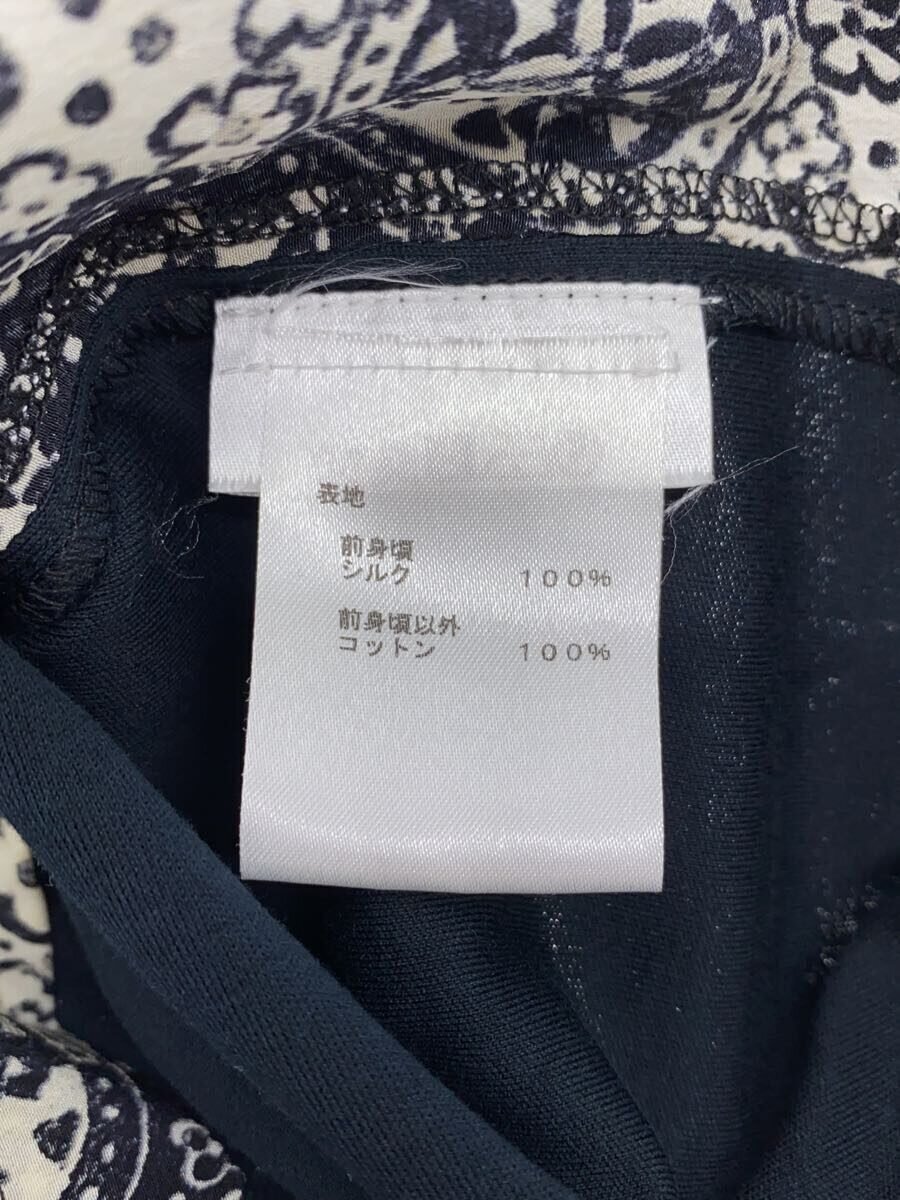 表地
前身頃
シルク 100%
前身頃以外
コットン 100%